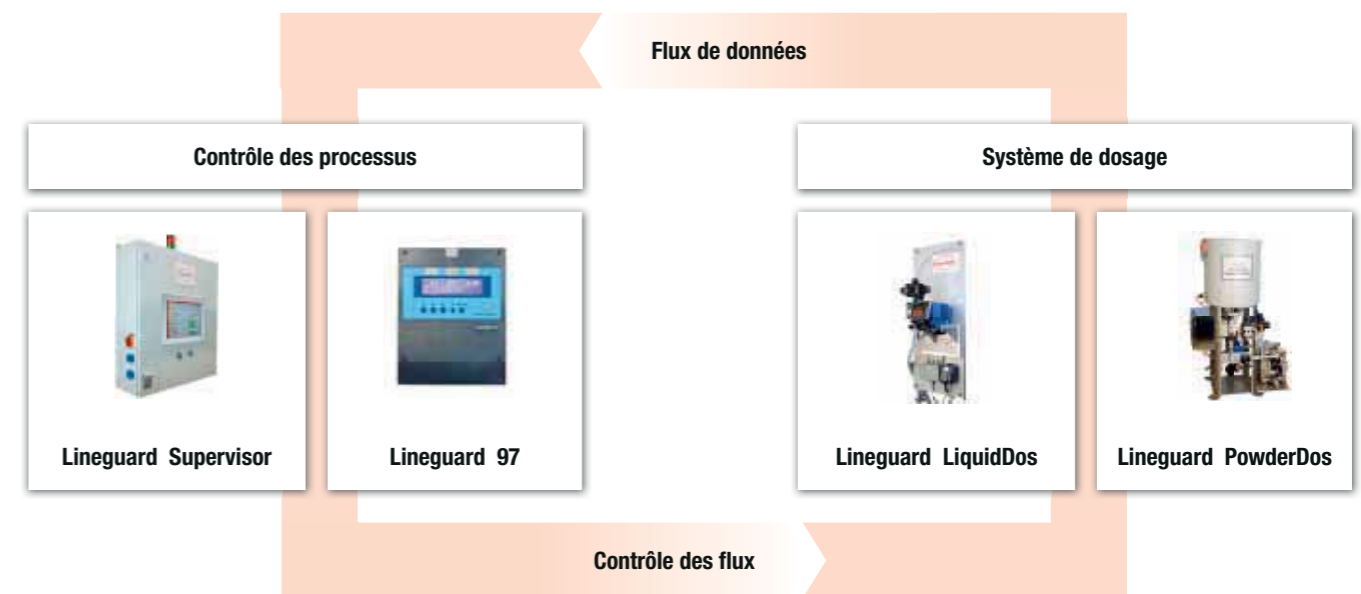 Flux de données
Contrôle des processus
Système de dosage
Lineguard Supervisor
Lineguard 97
Lineguard LiquidDos
Lineguard PowderDos
Contrôle des flux